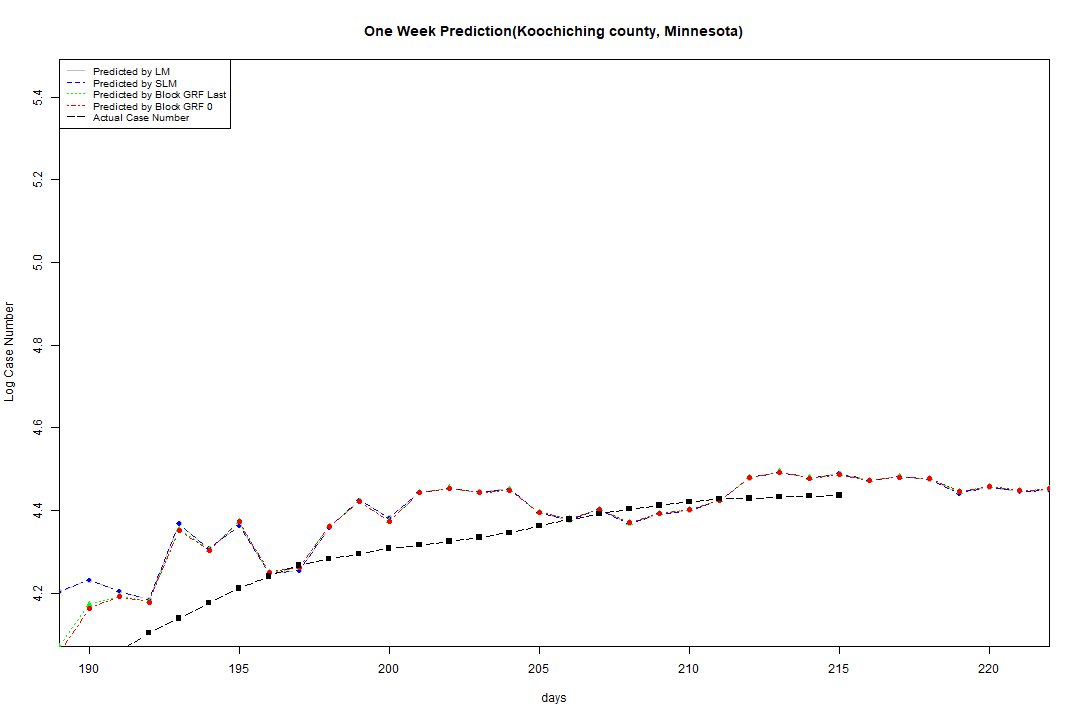 One Week Prediction(Koochiching county, Minnesota)
Predicted by LM
Predicted by SLM
Predicted by Block GRF Last
Predicted by Block GRF 0
Actual Case Number
5.4
5.2
5.0
4.8
4.6
4.4
4.2
Log Case Number
190 195 200 205 210 215 220
days